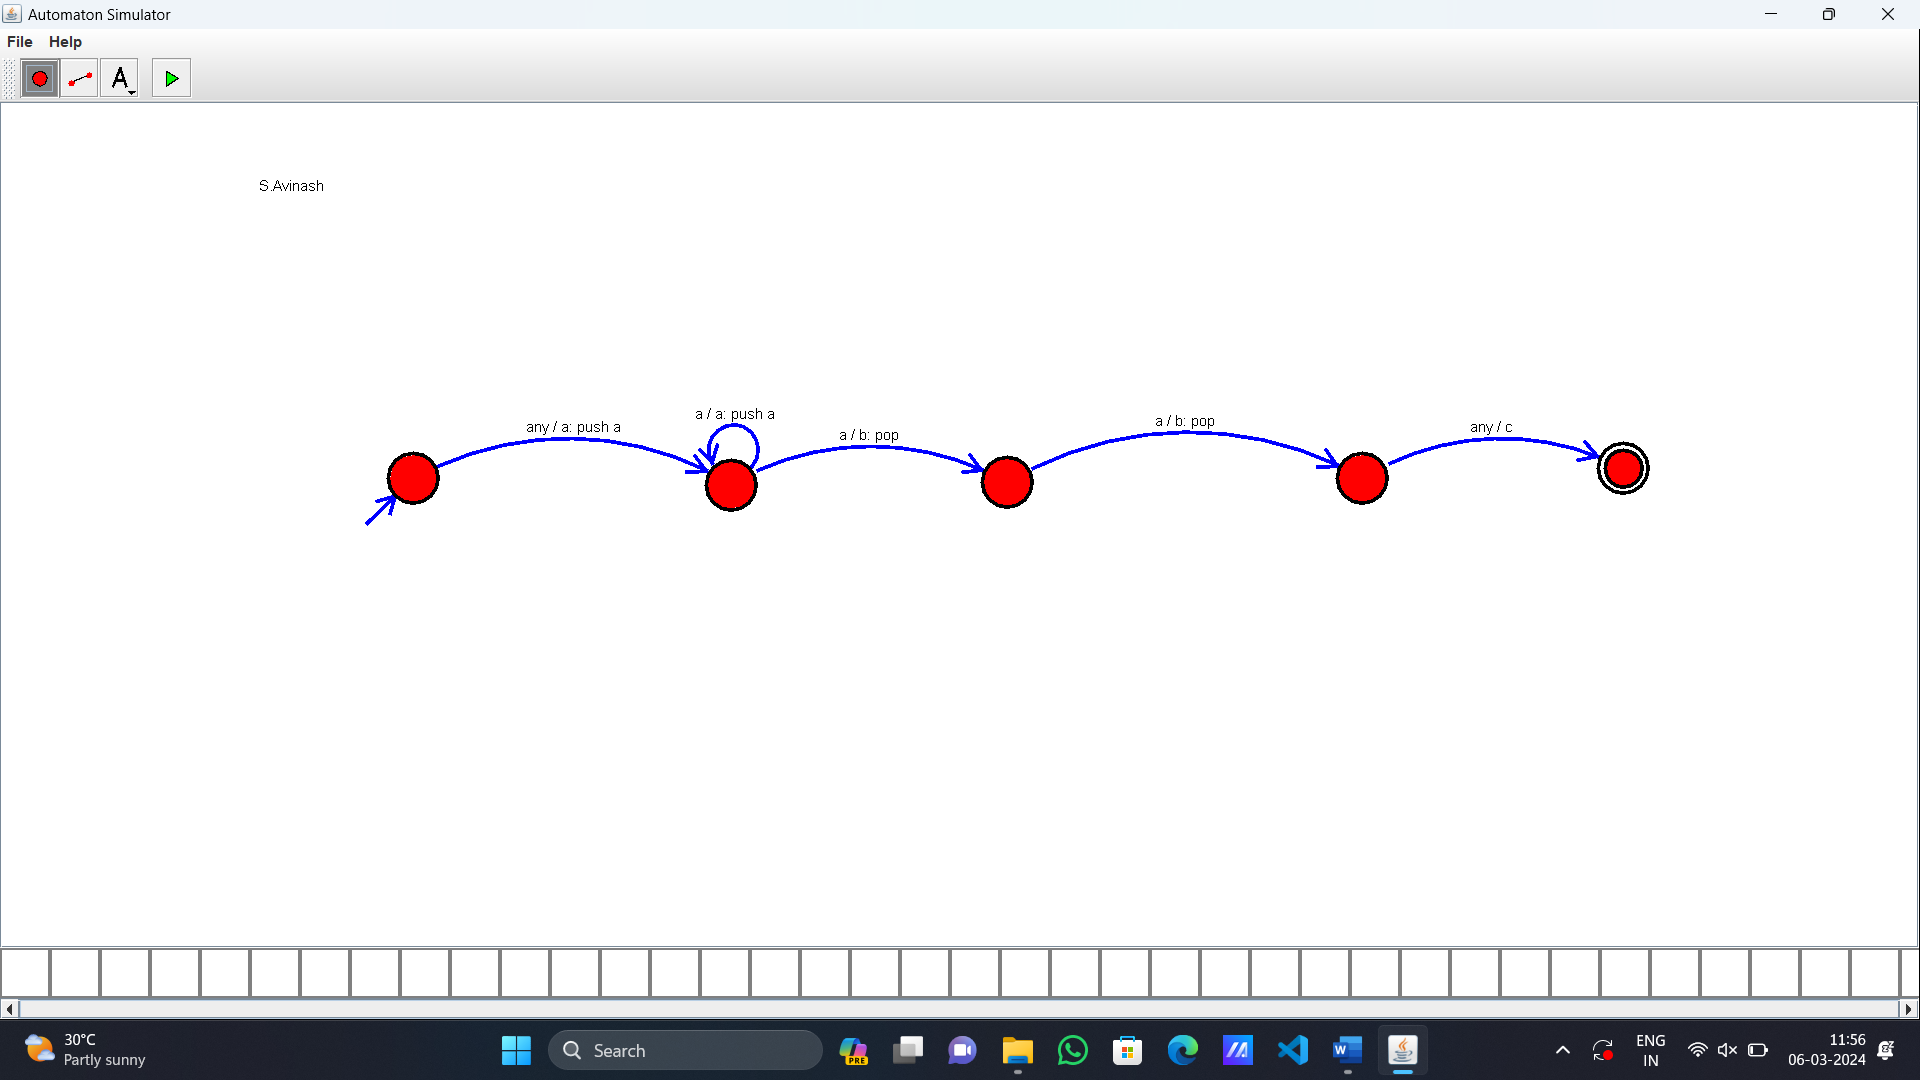 Automaton Simulator
File Help
A
S.Avinash
any / a: push a
a / a: push a
a / b: pop
a / b: pop
any / c
30°C
Partly sunny
Search
PRE
W
ENG
IN
11:56
06-03-2024